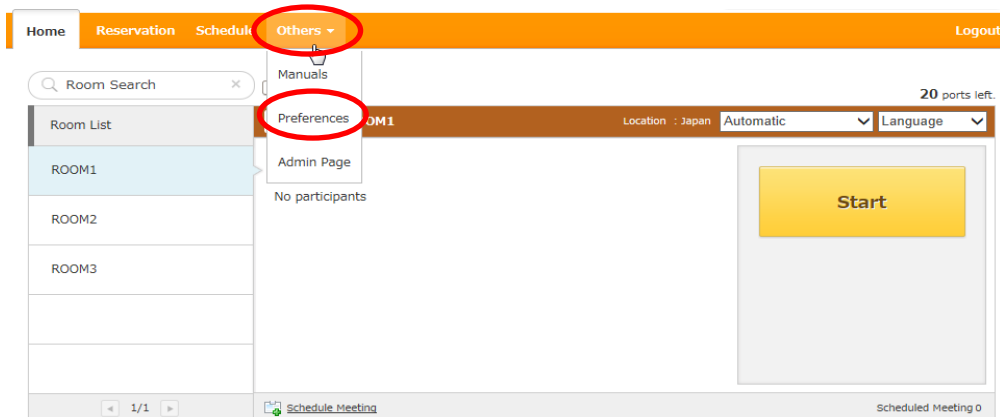 Home Reservation Schedule Others Logout
Room Search
Manuals
20 ports left.
Room List
Preferences
OM1 Location : Japan Automatic Language
ROOM1
Admin Page
No participants
Start
ROOM2
ROOM3
1/1
Schedule Meeting
Scheduled Meeting 0